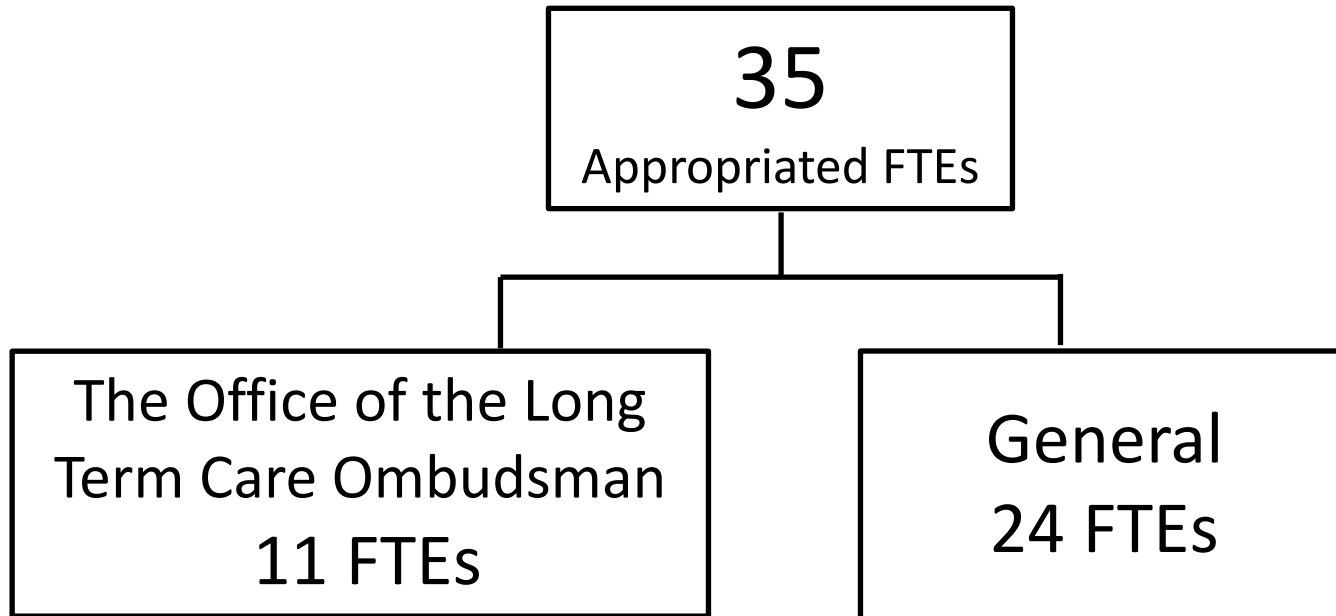 35
Appropriated FTEs
The Office of the Long
Term Care Ombudsman
11 FTEs
General
24 FTEs